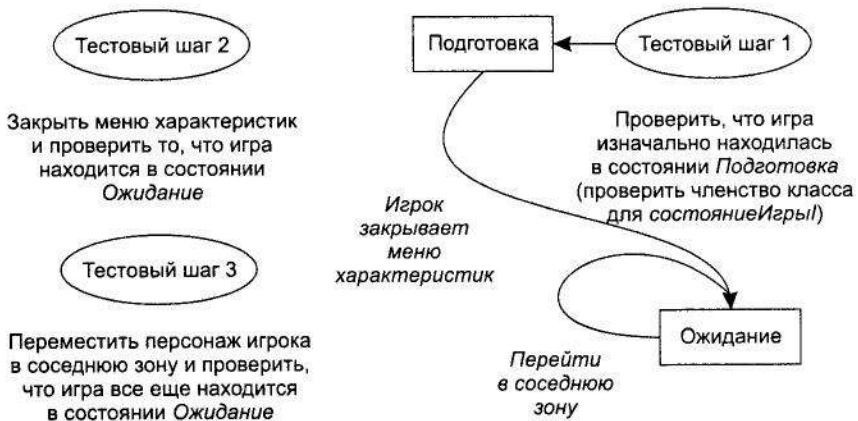 Тестовый шаг 2
Закрыть меню характеристик
и проверить то, что игра
находится в состоянии
Ожидание
Тестовый шаг 3
Переместить персонаж игрока
в соседнюю зону и проверить,
что игра все еще находится
в состоянии Ожидание
Подготовка
Тестовый шаг 1
Проверить, что игра
изначально находилась
в состоянии Подготовка
(проверить членство класса
для состояниеИгрыI)
Игрок
закрывает
меню
характеристик
Ожидание
Перейти
в соседнюю
зону